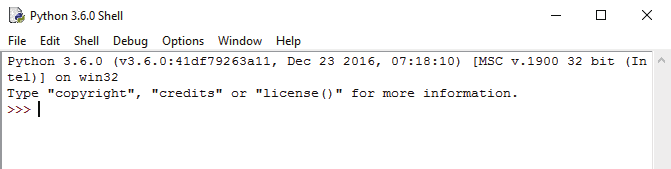 Python 3.6.0 Shell
File Edit Shell Debug Options Window Help
Python 3.6.0 (v3.6.0:41df79263a11, Dec 23 2016, 07:18:10) [MSC v.1900 32 bit (In
tel)] on win32
Type "copyright", "credits" or "license()" for more information.
>>>